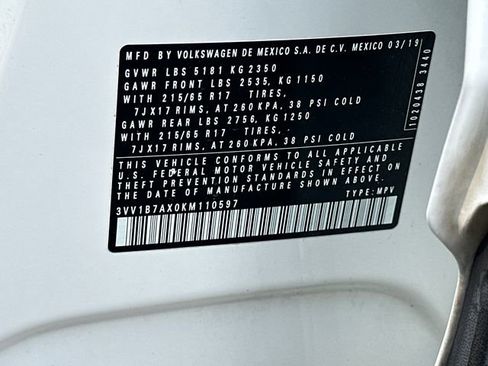 MFD BY VOLKSWAGEN DE MEXICO S.A. DE C.V. MEXICO 03/19
GVWR LBS 5181 KG 2350
GAWR FRONT LBS 2535, KG 1150
WITH 215/65 R17 TIRES,
7JX17 RIMS, AT 260 KPA, 38 PSI COLD
GAWR REAR LBS 2756, KG 1250
WITH 215/65 R17 TIRES,
7JX17 RIMS, AT 260 KPA, 38 PSI COLD
THIS VEHICLE CONFORMS TO ALL APPLICABLE
U.S. FEDERAL MOTOR VEHICLE SAFETY AND
THEFT PREVENTION STANDARDS IN EFFECT ON THE
DATE OF MANUFACTURE SHOWN ABOVE.
3VV1B7AX0KM110597 TYPE: MPV
1020438 3440